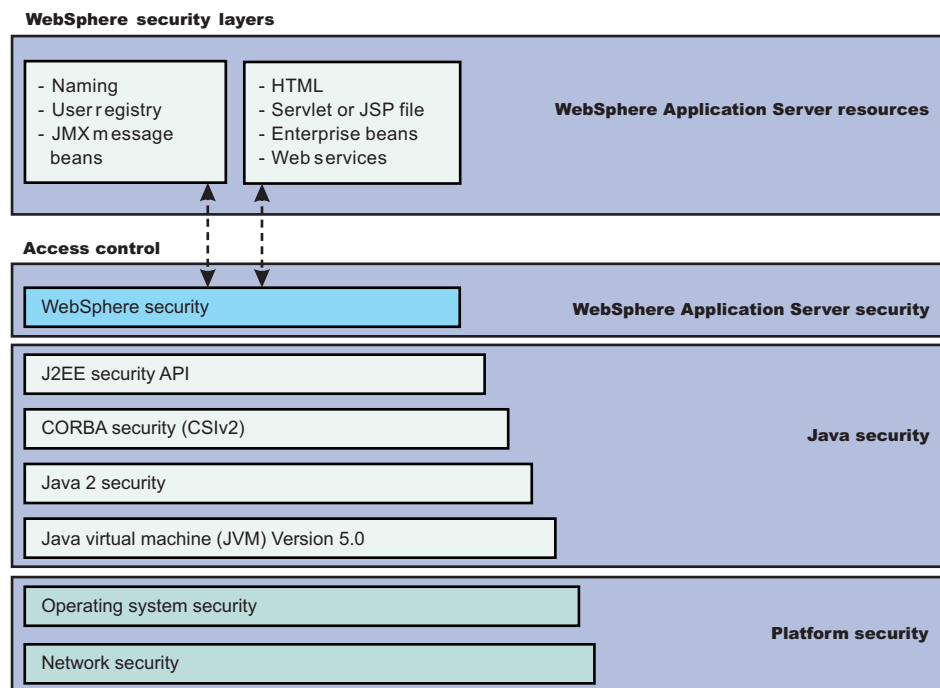 WebSphere security layers
- Naming
- User registry
- JMX message
beans
- HTML
- Servlet or JSP file
- Enterprise beans
- Web services
WebSphere Application Server resources
Access control
WebSphere security
WebSphere Application Server security
J2EE security API
CORBA security (CSIv2)
Java 2 security
Java virtual machine (JVM) Version 5.0
Java security
Operating system security
Network security
Platform security